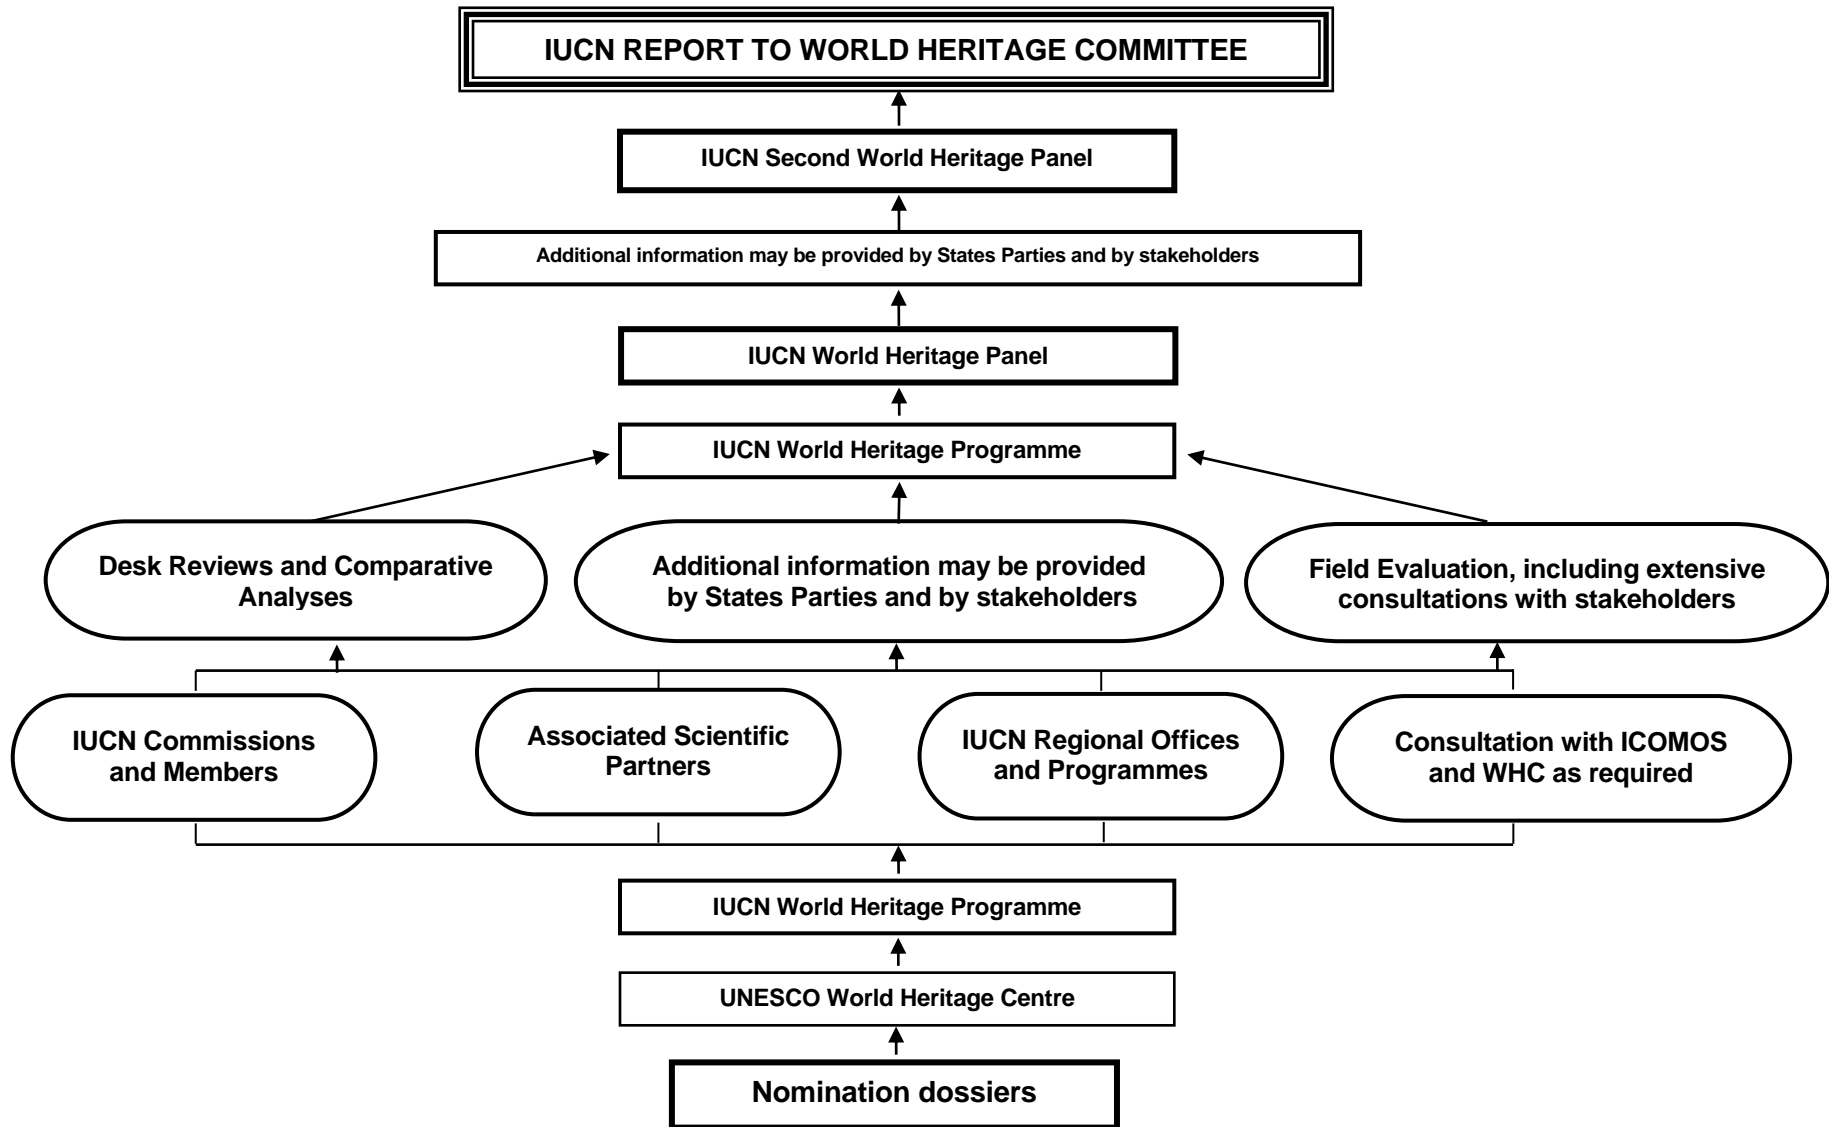 IUCN REPORT TO WORLD HERITAGE COMMITTEE
IUCN Second World Heritage Panel
Additional information may be provided by States Parties and by stakeholders
IUCN World Heritage Panel
IUCN World Heritage Programme
Desk Reviews and Comparative
Analyses
Additional information may be provided
by States Parties and by stakeholders
Field Evaluation, including extensive
consultations with stakeholders
IUCN Commissions
and Members
Associated Scientific
Partners
IUCN Regional Offices
and Programmes
Consultation with ICOMOS
and WHC as required
IUCN World Heritage Programme
UNESCO World Heritage Centre
Nomination dossiers